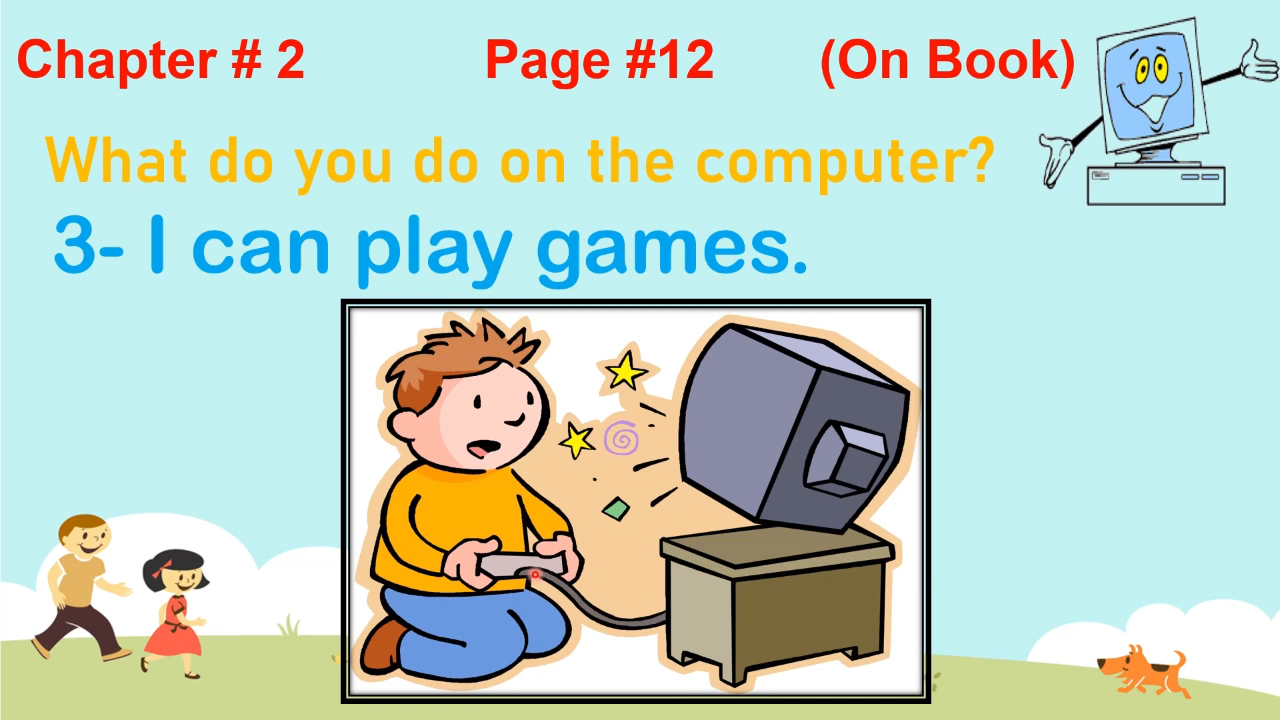 Chapter # 2 Page #12 (On Book)
What do you do on the computer?
3- I can play games.